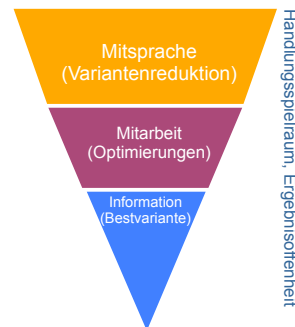 Mitsprache
(Variantenreduktion)
Mitarbeit
(Optimierungen)
Information
(Bestvariante)
Handlungsspielraum, Ergebnisoffenheit